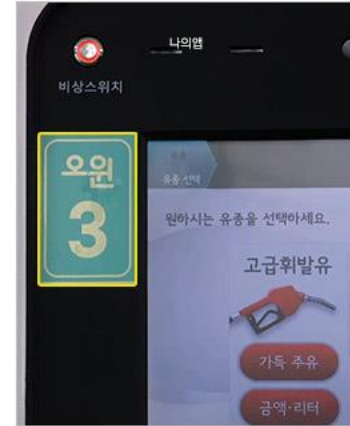 나의앱
비상스위치
오윈
3
유종 선택
원하시는 유종을 선택하세요.
고급휘발유
가득 주유
금액·리터